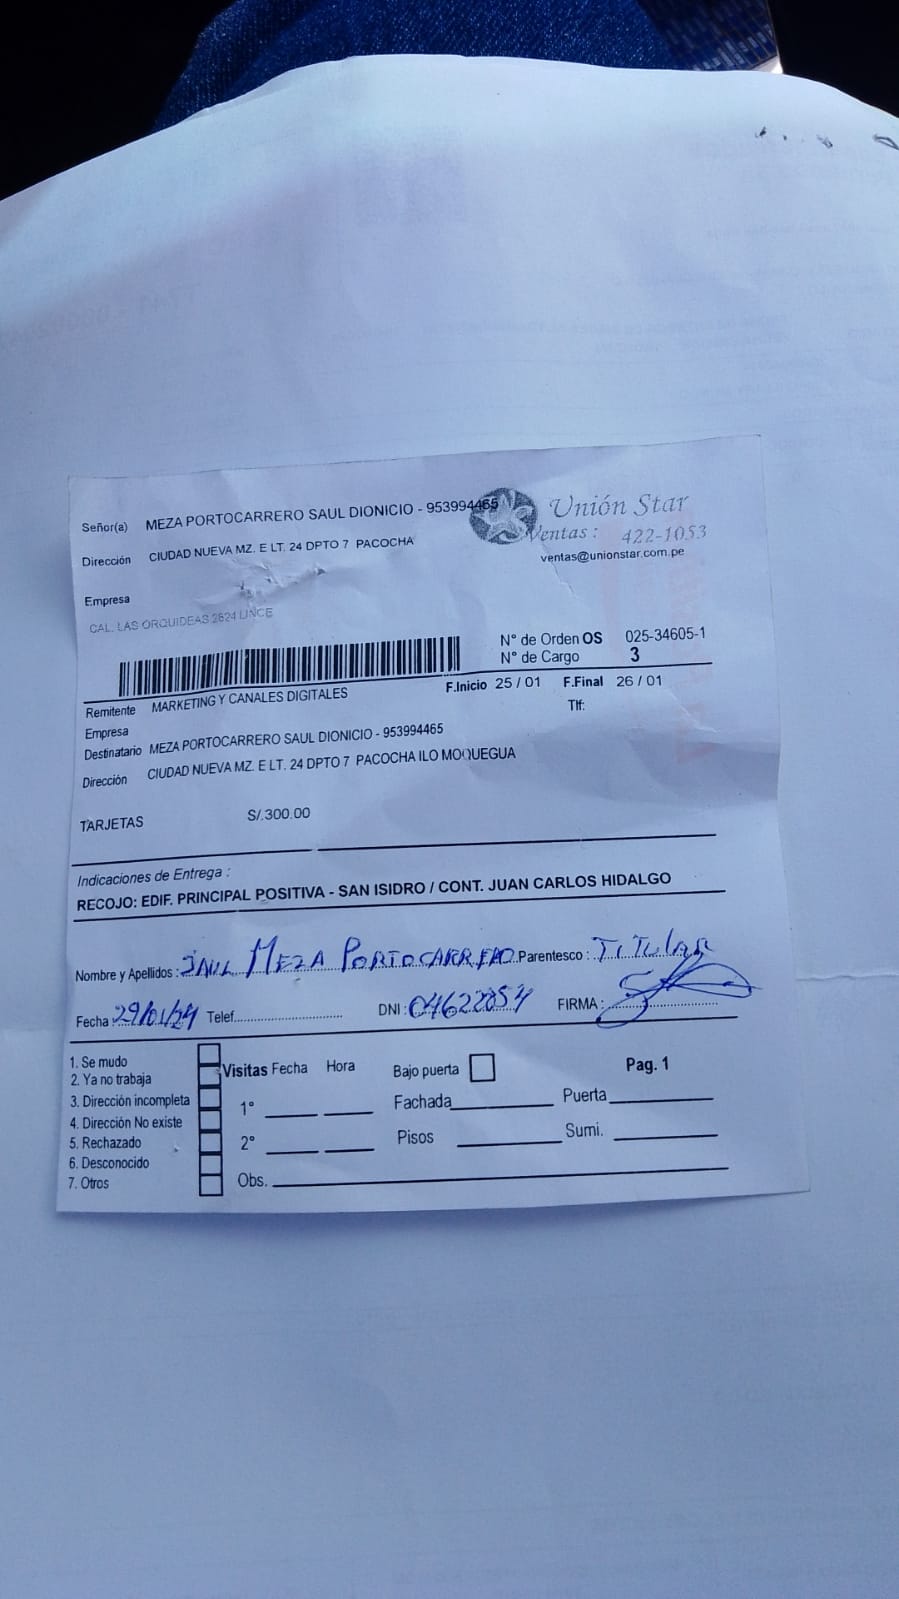 Señor(a) MEZA PORTOCARRERO SAUL DIONICIO - 953994465
Unión Star
Dirección CIUDAD NUEVA MZ. E LT. 24 DPTO 7 PACOCHA
Ventas : 422-1053
ventas@unionstar.com.pe
Empresa
CAL. LAS ORQUIDEAS 2624 LINCE
N° de Orden OS 025-34605-1
N° de Cargo 3
F.Inicio 25 / 01 F.Final 26 / 01
Remitente MARKETING Y CANALES DIGITALES
Tlf:
Empresa
Destinatario MEZA PORTOCARRERO SAUL DIONICIO - 953994465
Dirección CIUDAD NUEVA MZ. E LT. 24 DPTO 7 PACOCHA ILO MOQUEGUA
TARJETAS S/.300.00
Indicaciones de Entrega :
RECOJO: EDIF. PRINCIPAL POSITIVA - SAN ISIDRO / CONT. JUAN CARLOS HIDALGO
Nombre y Apellidos : SAUL MEZA PORTOCARRERO Parentesco : TiTular
Fecha 29/01/24 Telef. DNI : 04622854 FIRMA :
1. Se mudo
2. Ya no trabaja
3. Dirección incompleta
4. Dirección No existe
5. Rechazado
6. Desconocido
7. Otros
Visitas Fecha Hora
1°
2°
Obs.
Bajo puerta
Pag. 1
Fachada Puerta
Pisos Sumi.